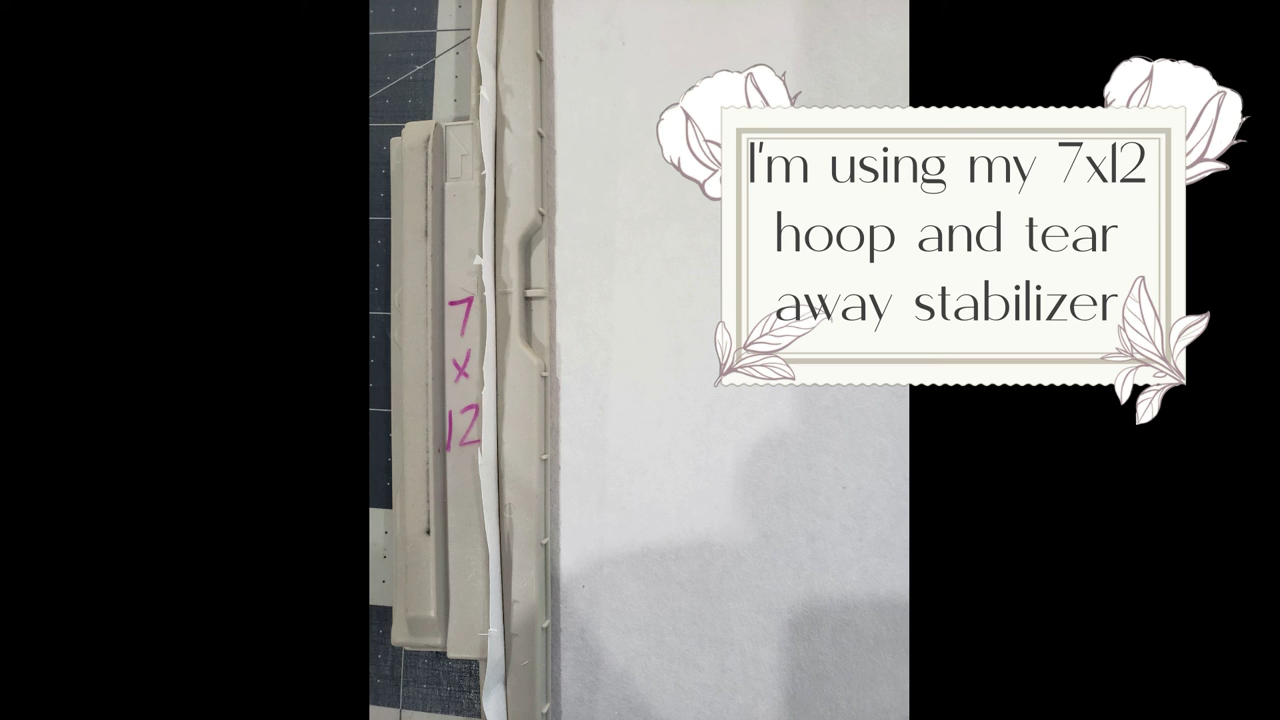 7
x
12
I'm using my 7x12
hoop and tear
away stabilizer